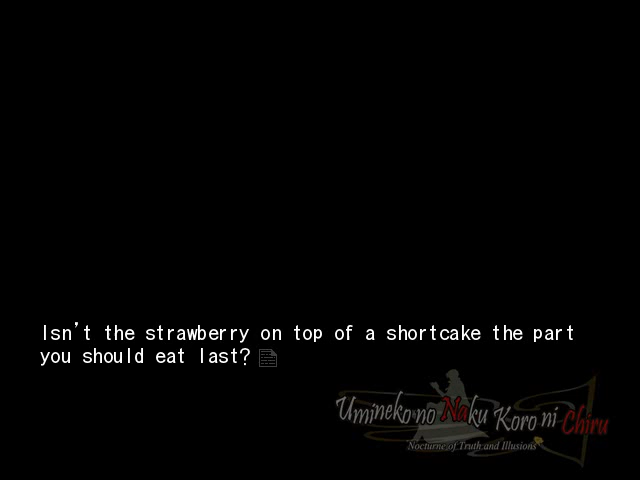 Isn't the strawberry on top of a shortcake the part
you should eat last?
Umineko no Naku Koro ni Chiru
Nocturne of Truth and Illusions